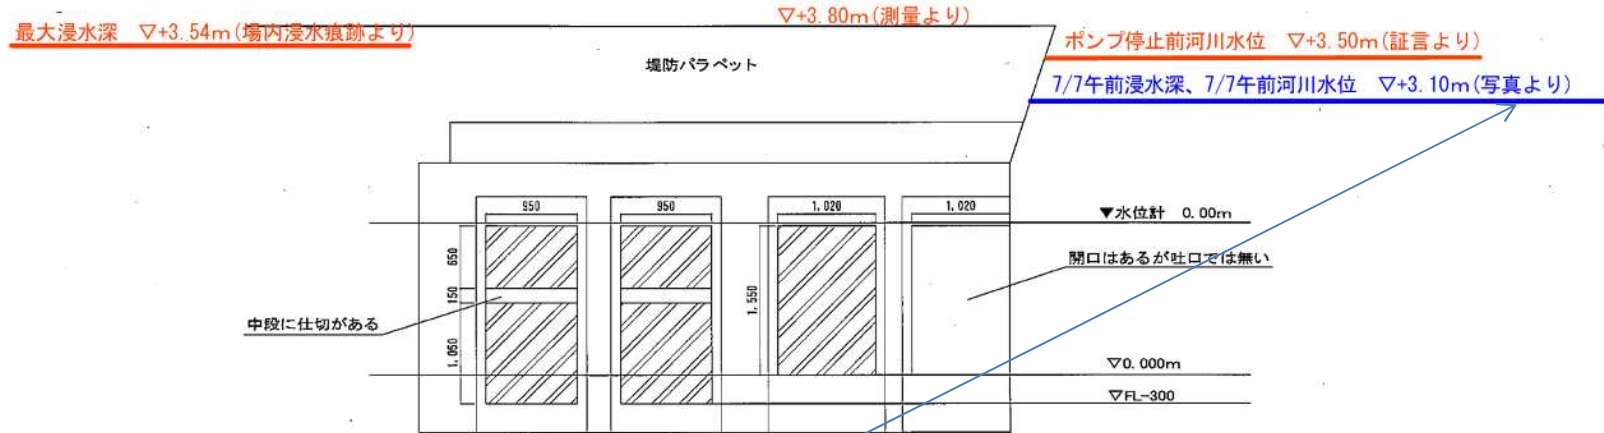 ▽+3.80m(測量より)
最大浸水深 ▽+3.54m(場内浸水痕跡より)
ポンプ停止前河川水位 ▽+3.50m(証言より)
堤防パラペット
7/7午前浸水深、7/7午前河川水位 ▽+3.10m(写真より)
950
950
1,020
1,020
▼水位計 0.00m
650
開口はあるが吐口では無い
150
1,550
中段に仕切がある
1,050
▽0.000m
▽FL-300